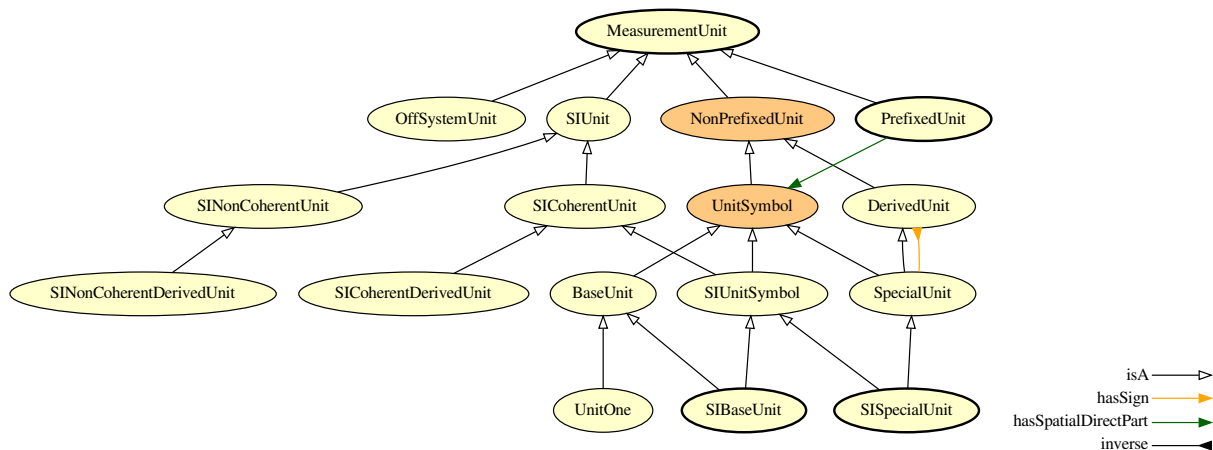 MeasurementUnit
OffSystemUnit
SIUnit
NonPrefixedUnit
PrefixedUnit
SINonCoherentUnit
SICoherentUnit
UnitSymbol
DerivedUnit
SINonCoherentDerivedUnit
SICoherentDerivedUnit
BaseUnit
SIUnitSymbol
SpecialUnit
UnitOne
SIBaseUnit
SISpecialUnit
isA
hasSign
hasSpatialDirectPart
inverse